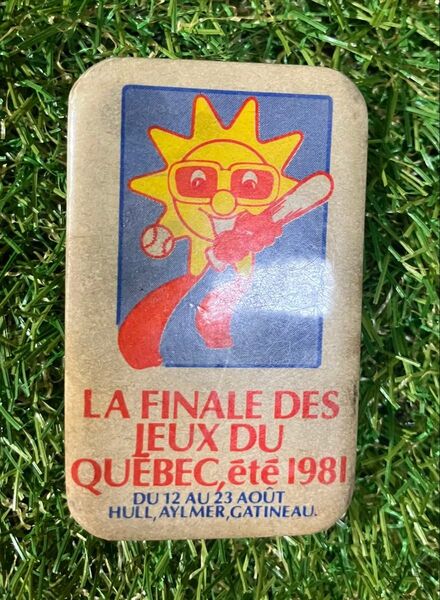 LA FINALE DES
JEUX DU
QUÉBEC, été 1981
DU 12 AU 23 AOÛT
HULL, AYLMER, GATINEAU.